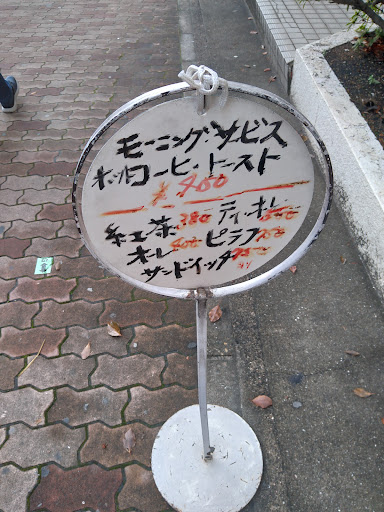 モーニング・サービス
ホットコーヒ・トースト
¥400
紅茶 380 ティーオーレ
オーレ 400 ピラフ
サンドイッチ